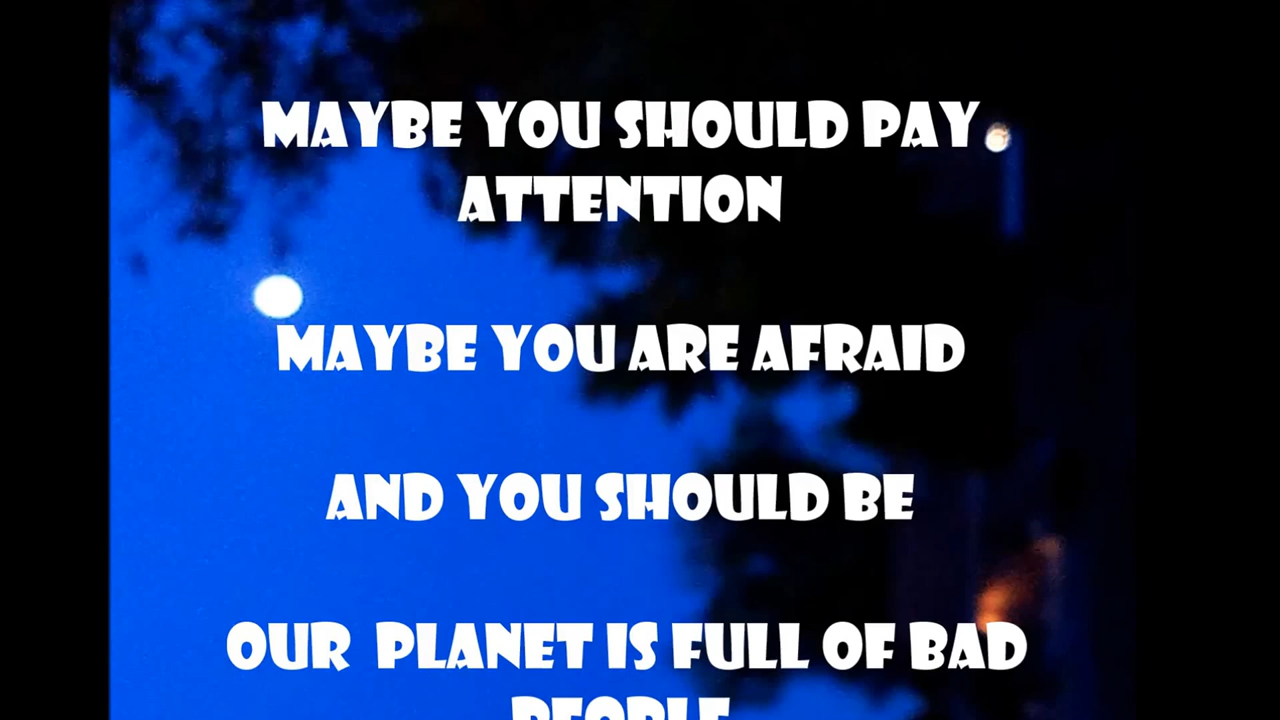 MAYBE YOU SHOULD PAY
ATTENTION
MAYBE YOU ARE AFRAID
AND YOU SHOULD BE
OUR PLANET IS FULL OF BAD
PEOPLE